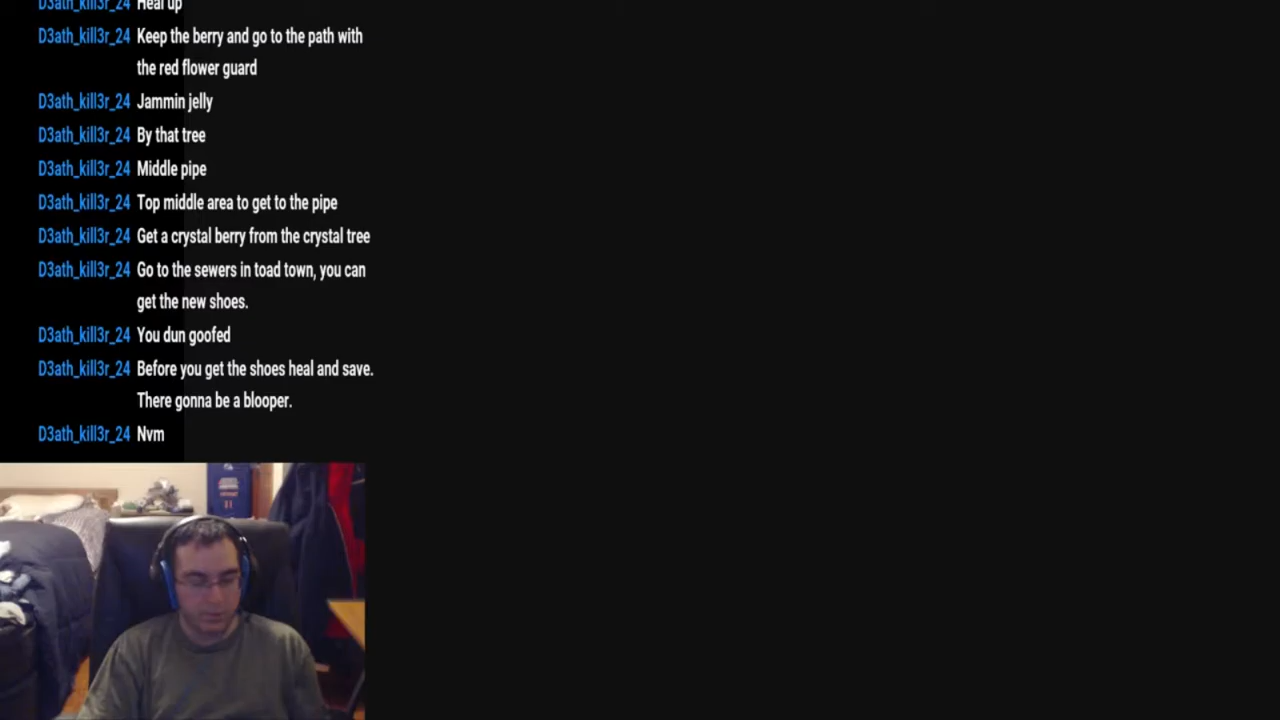 D3ath_kill3r_24 Heal up
D3ath_kill3r_24 Keep the berry and go to the path with
the red flower guard
D3ath_kill3r_24 Jammin jelly
D3ath_kill3r_24 By that tree
D3ath_kill3r_24 Middle pipe
D3ath_kill3r_24 Top middle area to get to the pipe
D3ath_kill3r_24 Get a crystal berry from the crystal tree
D3ath_kill3r_24 Go to the sewers in toad town, you can
get the new shoes.
D3ath_kill3r_24 You dun goofed
D3ath_kill3r_24 Before you get the shoes heal and save.
There gonna be a blooper.
D3ath_kill3r_24 Nvm